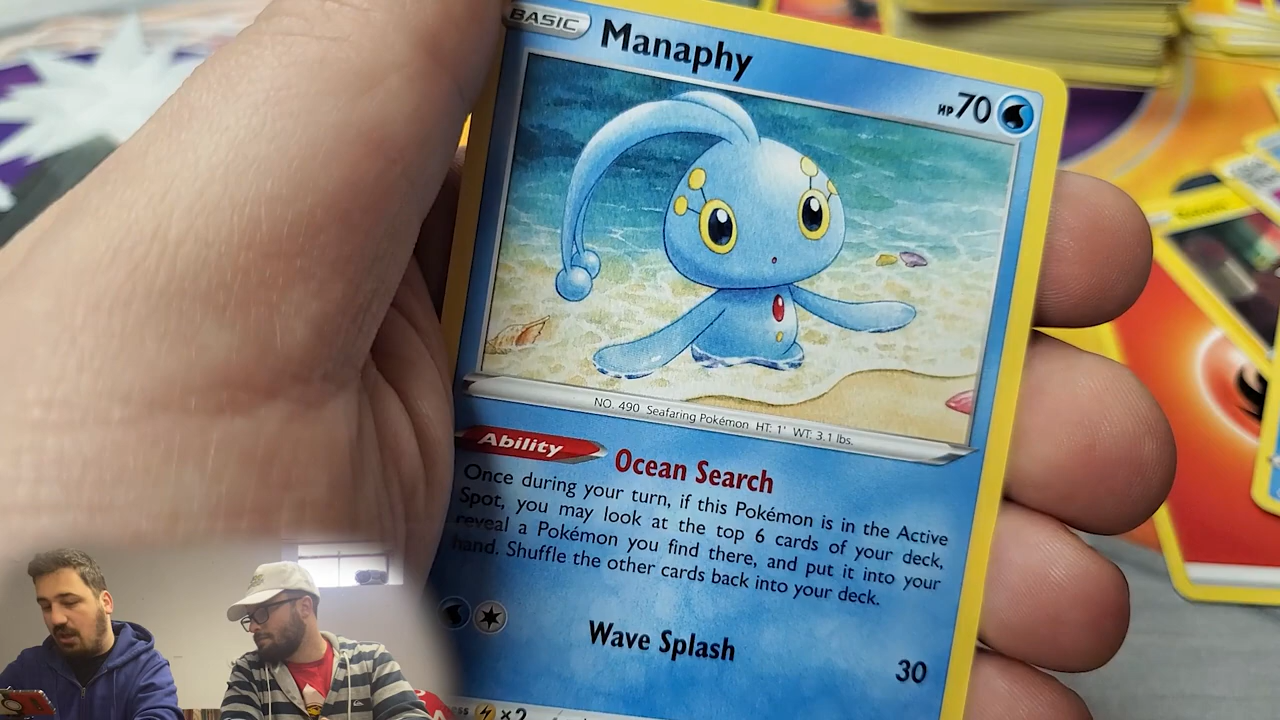 BASIC Manaphy HP 70
NO. 490 Seafaring Pokémon HT: 1' WT: 3.1 lbs.
Ability Ocean Search
Once during your turn, if this Pokémon is in the Active
Spot, you may look at the top 6 cards of your deck,
reveal a Pokémon you find there, and put it into your
hand. Shuffle the other cards back into your deck.
Wave Splash 30
×2